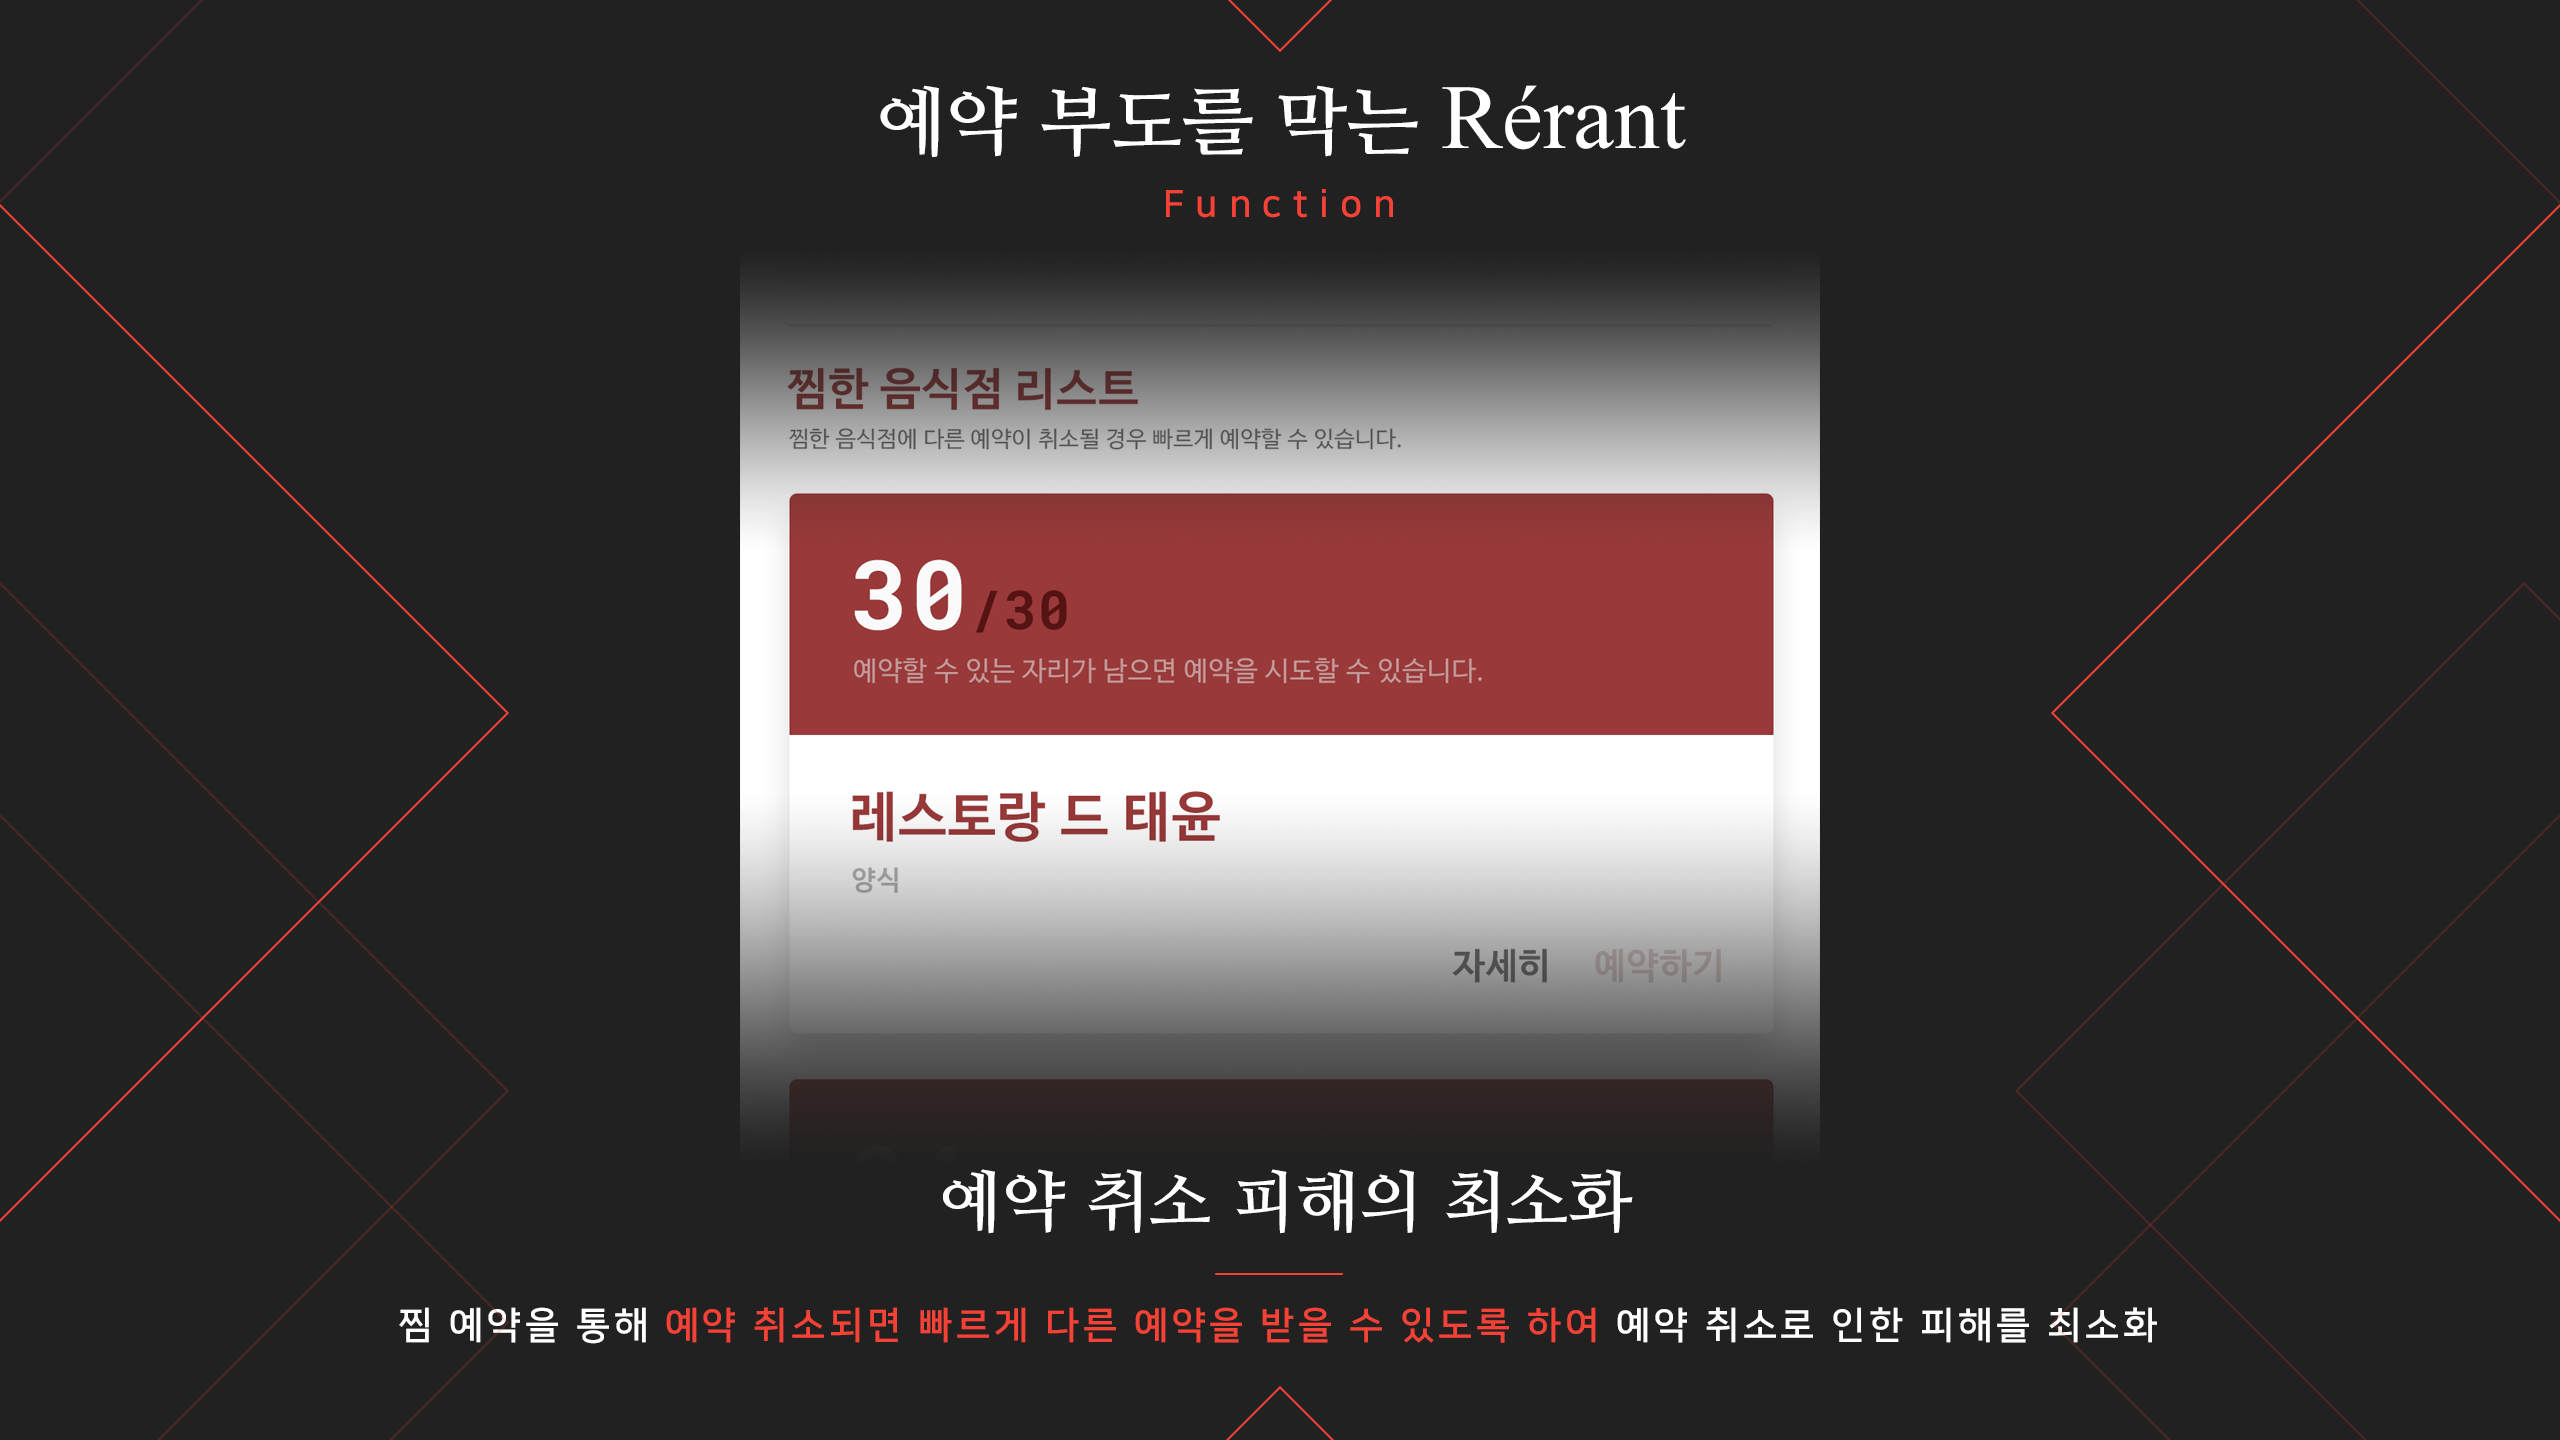 예약 부도를 막는 Rérant
Function
찜한 음식점 리스트
찜한 음식점에 다른 예약이 취소될 경우 빠르게 예약할 수 있습니다.
30/30
예약할 수 있는 자리가 남으면 예약을 시도할 수 있습니다.
레스토랑 드 태윤
양식
자세히 예약하기
예약 취소 피해의 최소화
찜 예약을 통해 예약 취소되면 빠르게 다른 예약을 받을 수 있도록 하여 예약 취소로 인한 피해를 최소화